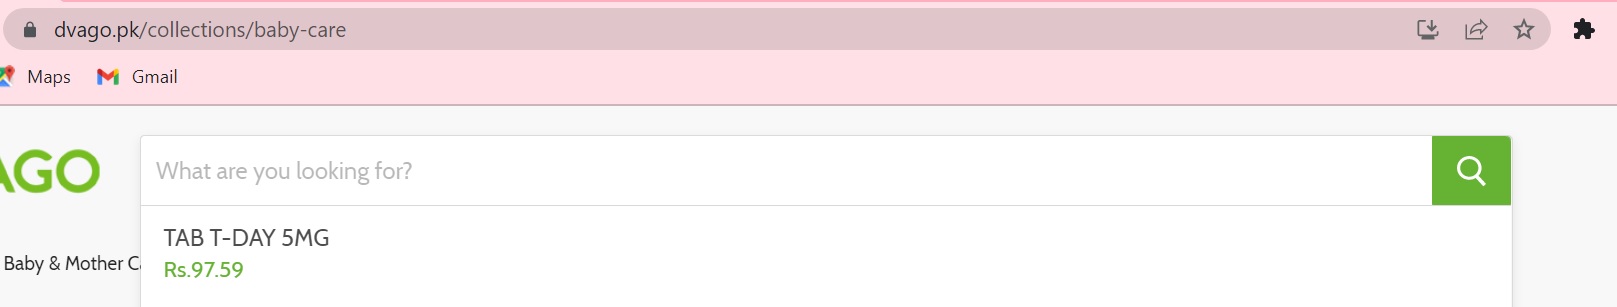 dvago.pk/collections/baby-care
Maps Gmail
AGO
What are you looking for?
TAB T-DAY 5MG
Baby & Mother
Rs.97.59